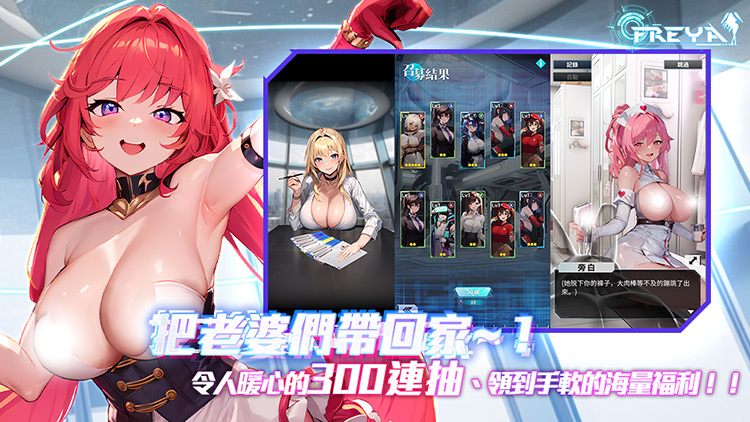 FREYA
召募結果
記錄
自動
跳過
旁白
(她脫下你的褲子，大肉棒等不及的蹦跳了出來。)
把老婆們帶回家~！
令人暖心的300連抽、領到手軟的海量福利！！